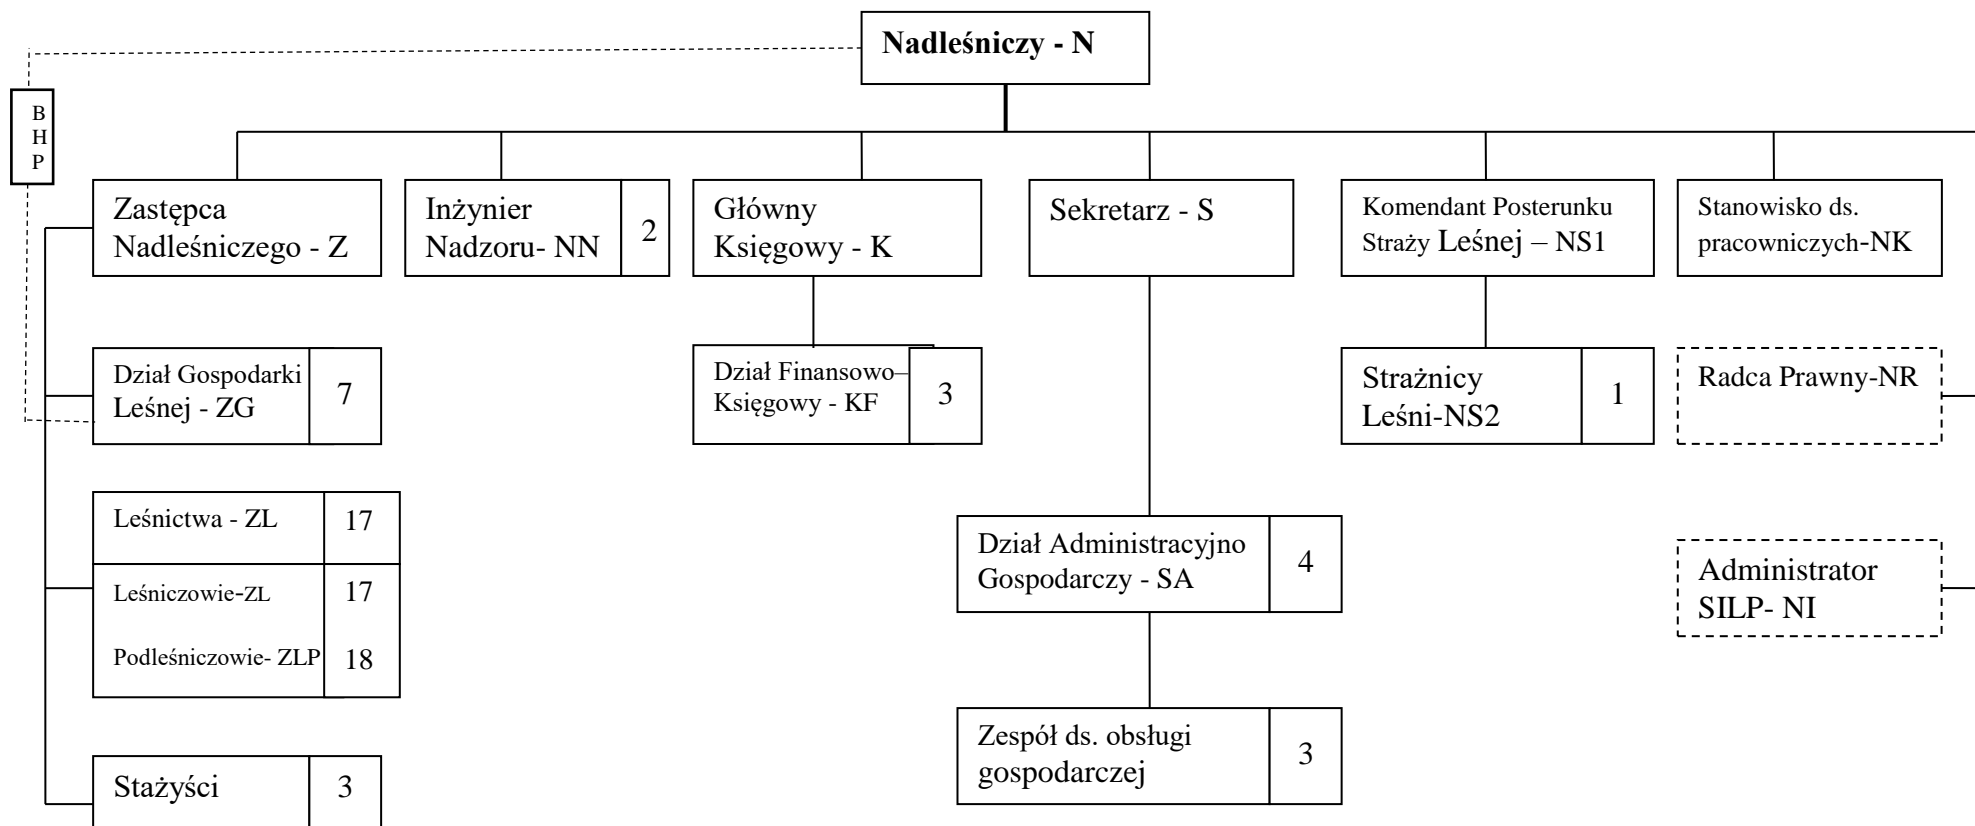 Nadleśniczy - N
B
H
P
Zastępca
Nadleśniczego - Z
Inżynier
Nadzoru- NN
2
Główny
Księgowy - K
Sekretarz - S
Komendant Posterunku
Straży Leśnej – NS1
Stanowisko ds.
pracowniczych-NK
Dział Gospodarki
Leśnej - ZG
7
Dział Finansowo–
Księgowy - KF
3
Strażnicy
Leśni-NS2
1
Radca Prawny-NR
Leśnictwa - ZL
17
Leśniczowie-ZL
17
Podleśniczowie- ZLP
18
Dział Administracyjno
Gospodarczy - SA
4
Administrator
SILP- NI
Zespół ds. obsługi
gospodarczej
3
Stażyści
3